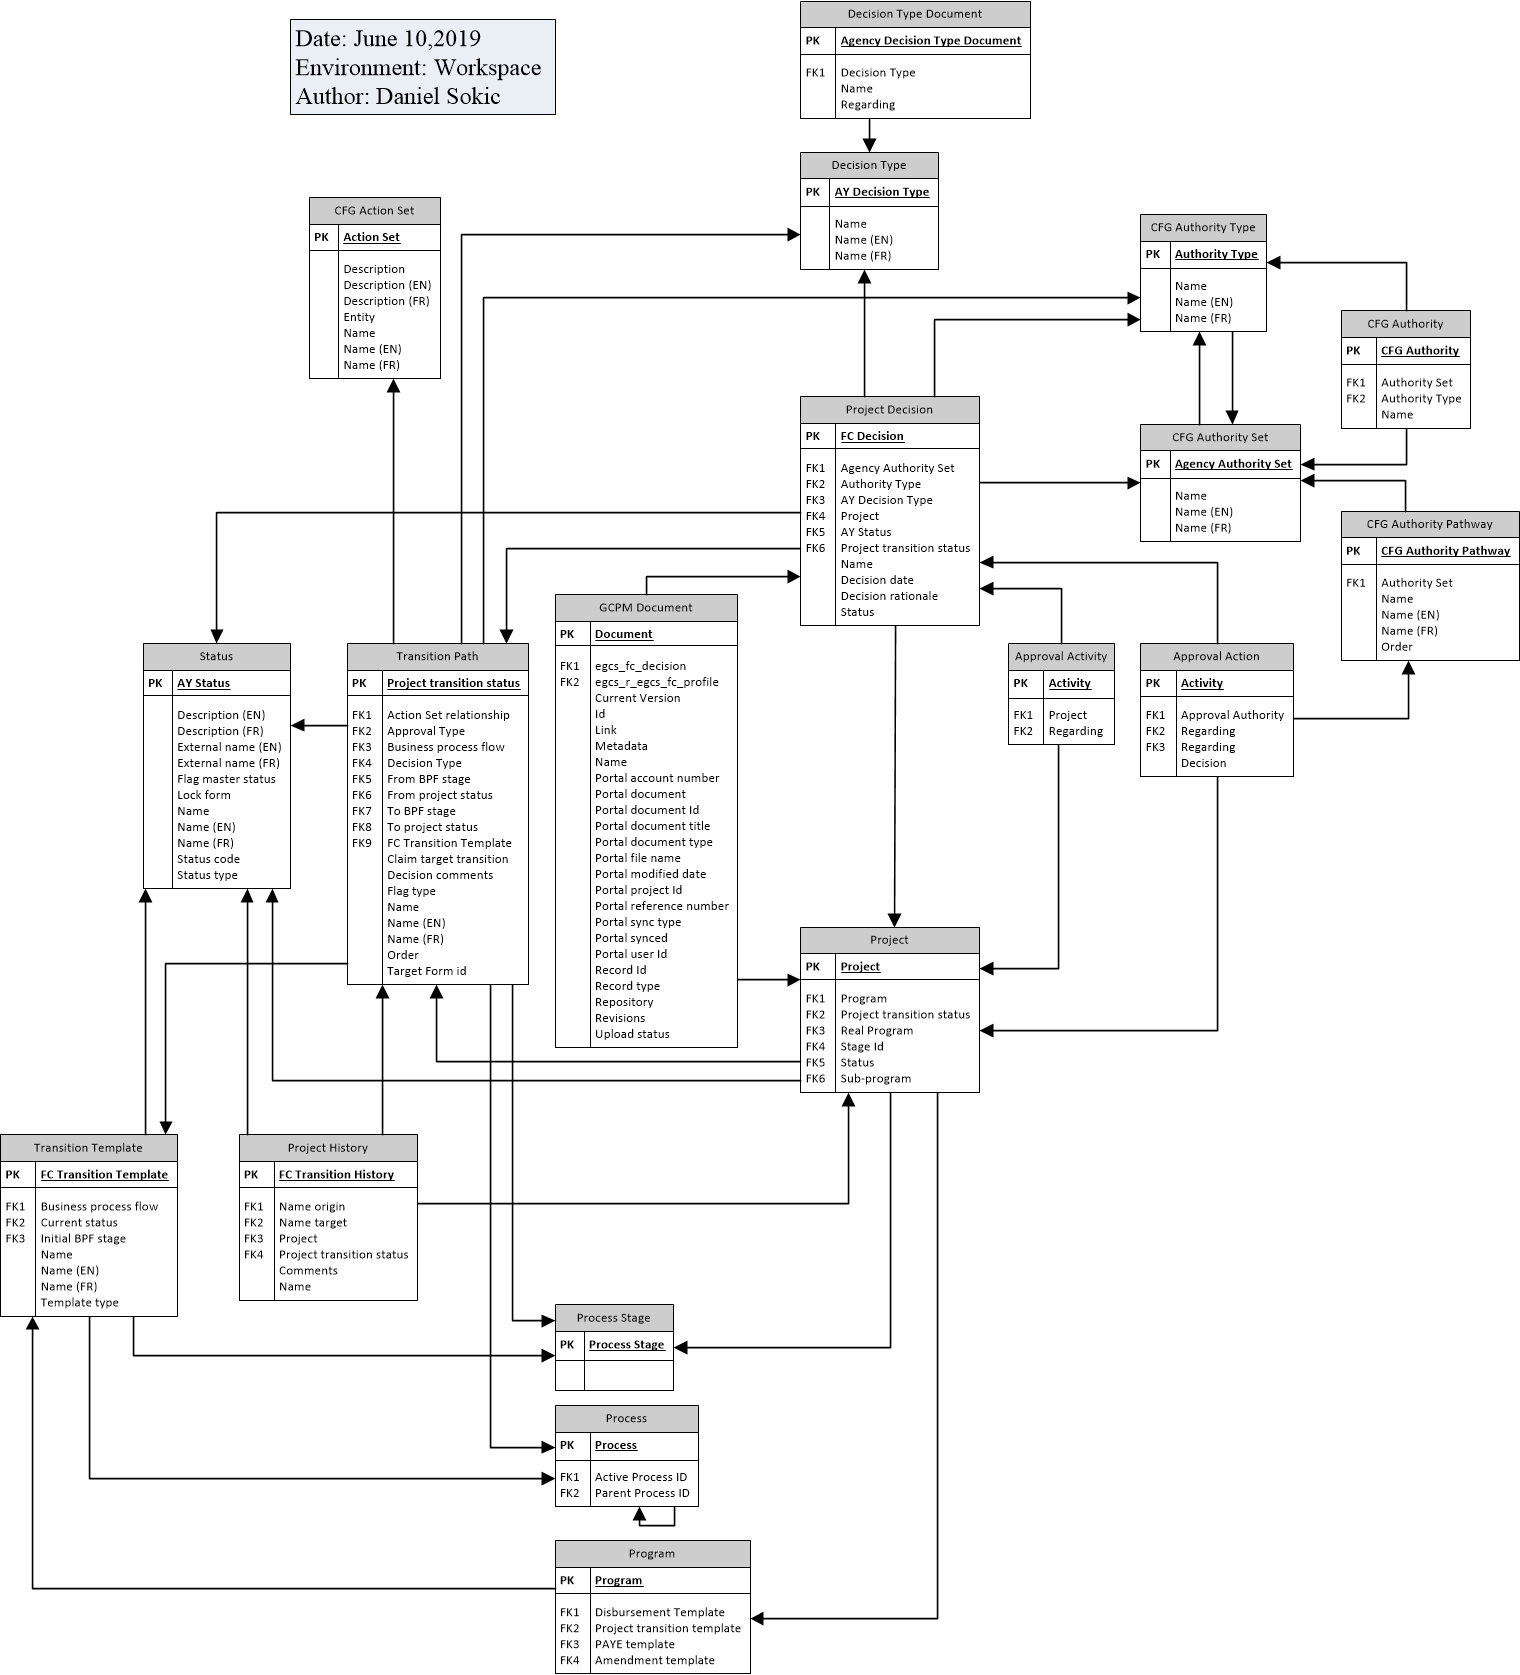 Date: June 10,2019
Environment: Workspace
Author: Daniel Sokic
Decision Type Document
PK Agency Decision Type Document
FK1 Decision Type
Name
Regarding
Decision Type
PK AY Decision Type
Name
Name (EN)
Name (FR)
CFG Action Set
PK Action Set
Description
Description (EN)
Description (FR)
Entity
Name
Name (EN)
Name (FR)
CFG Authority Type
PK Authority Type
Name
Name (EN)
Name (FR)
CFG Authority
PK CFG Authority
FK1 Authority Set
FK2 Authority Type
Name
Project Decision
PK FC Decision
FK1 Agency Authority Set
FK2 Authority Type
FK3 AY Decision Type
FK4 Project
FK5 AY Status
FK6 Project transition status
Name
Decision date
Decision rationale
Status
CFG Authority Set
PK Agency Authority Set
Name
Name (EN)
Name (FR)
CFG Authority Pathway
PK CFG Authority Pathway
FK1 Authority Set
Name
Name (EN)
Name (FR)
Order
GCPM Document
PK Document
FK1 egcs_fc_decision
FK2 egcs_r_egcs_fc_profile
Current Version
Id
Link
Metadata
Name
Portal account number
Portal document
Portal document Id
Portal document title
Portal document type
Portal file name
Portal modified date
Portal project Id
Portal reference number
Portal sync type
Portal synced
Portal user Id
Record Id
Record type
Repository
Revisions
Upload status
Status
PK AY Status
Description (EN)
Description (FR)
External name (EN)
External name (FR)
Flag master status
Lock form
Name
Name (EN)
Name (FR)
Status code
Status type
Transition Path
PK Project transition status
FK1 Action Set relationship
FK2 Approval Type
FK3 Business process flow
FK4 Decision Type
FK5 From BPF stage
FK6 From project status
FK7 To BPF stage
FK8 To project status
FK9 FC Transition Template
Claim target transition
Decision comments
Flag type
Name
Name (EN)
Name (FR)
Order
Target Form id
Approval Activity
PK Activity
FK1 Project
FK2 Regarding
Approval Action
PK Activity
FK1 Approval Authority
FK2 Regarding
FK3 Regarding
Decision
Project
PK Project
FK1 Program
FK2 Project transition status
FK3 Real Program
FK4 Stage Id
FK5 Status
FK6 Sub-program
Transition Template
PK FC Transition Template
FK1 Business process flow
FK2 Current status
FK3 Initial BPF stage
Name
Name (EN)
Name (FR)
Template type
Project History
PK FC Transition History
FK1 Name origin
FK2 Name target
FK3 Project
FK4 Project transition status
Comments
Name
Process Stage
PK Process Stage
Process
PK Process
FK1 Active Process ID
FK2 Parent Process ID
Program
PK Program
FK1 Disbursement Template
FK2 Project transition template
FK3 PAYE template
FK4 Amendment template